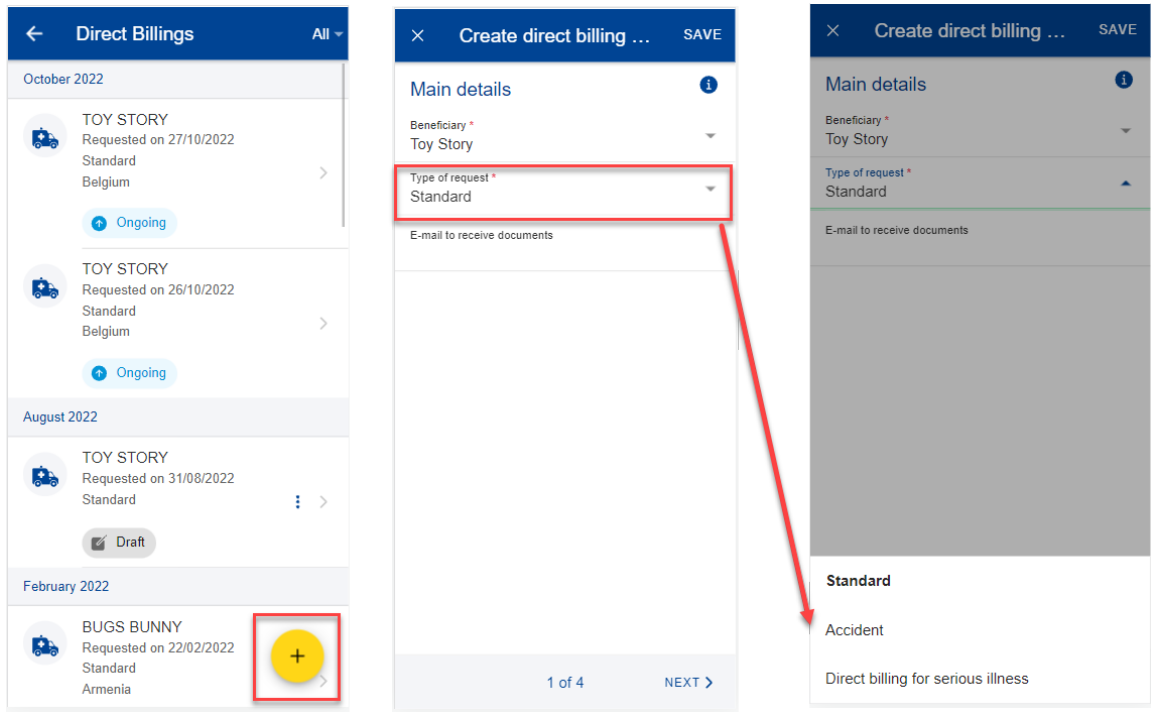 Direct Billings
All
October 2022
TOY STORY
Requested on 27/10/2022
Standard
Belgium
Ongoing
TOY STORY
Requested on 26/10/2022
Standard
Belgium
Ongoing
August 2022
TOY STORY
Requested on 31/08/2022
Standard
Draft
February 2022
BUGS BUNNY
Requested on 22/02/2022
Standard
Armenia
Create direct billing ...
SAVE
Main details
Beneficiary *
Toy Story
Type of request *
Standard
E-mail to receive documents
1 of 4
NEXT
Create direct billing ...
SAVE
Main details
Beneficiary *
Toy Story
Type of request *
Standard
E-mail to receive documents
Standard
Accident
Direct billing for serious illness